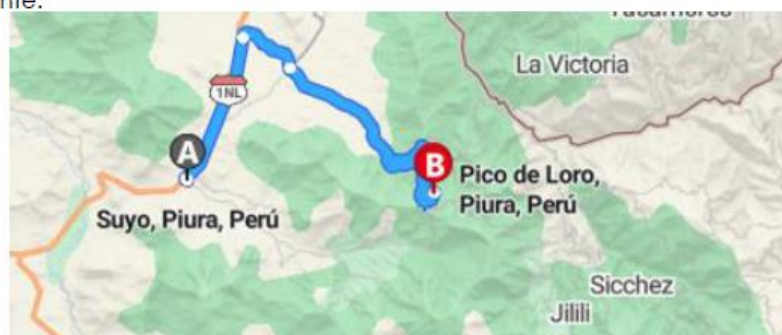 La Victoria
1NL
A
B
Pico de Loro,
Piura, Perú
Suyo, Piura, Perú
Sicchez
Jilili